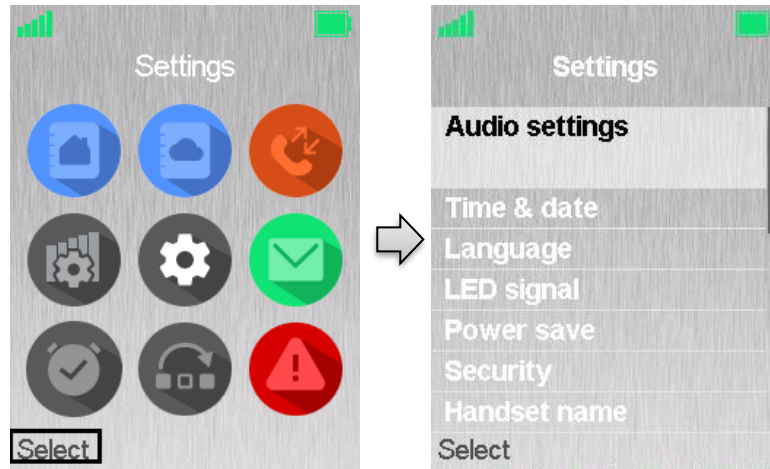 Settings
Select
Settings
Audio settings
Time & date
Language
LED signal
Power save
Security
Handset name
Select